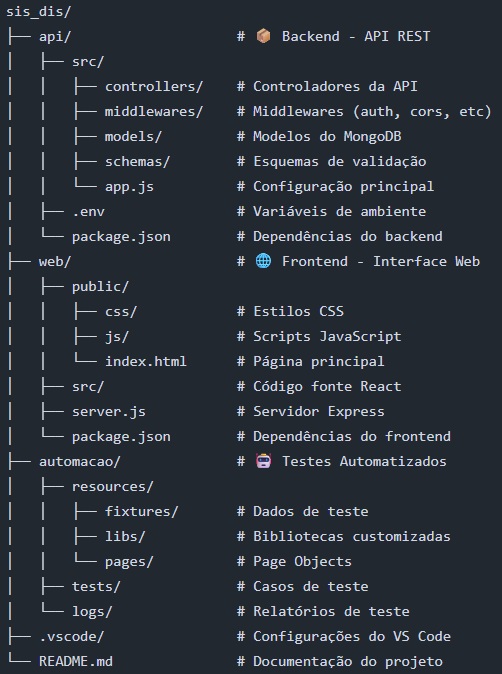 sis_dis/
├── api/                    # 📦 Backend - API REST
│   ├── src/
│   │   ├── controllers/    # Controladores da API
│   │   ├── middlewares/    # Middlewares (auth, cors, etc)
│   │   ├── models/         # Modelos do MongoDB
│   │   ├── schemas/        # Esquemas de validação
│   │   └── app.js          # Configuração principal
│   ├── .env                # Variáveis de ambiente
│   └── package.json        # Dependências do backend
├── web/                    # 🌐 Frontend - Interface Web
│   ├── public/
│   │   ├── css/            # Estilos CSS
│   │   ├── js/             # Scripts JavaScript
│   │   └── index.html      # Página principal
│   ├── src/                # Código fonte React
│   ├── server.js           # Servidor Express
│   └── package.json        # Dependências do frontend
├── automacao/              # 🤖 Testes Automatizados
│   ├── resources/
│   │   ├── fixtures/       # Dados de teste
│   │   ├── libs/           # Bibliotecas customizadas
│   │   └── pages/          # Page Objects
│   ├── tests/              # Casos de teste
│   └── logs/               # Relatórios de teste
├── .vscode/                # Configurações do VS Code
└── README.md               # Documentação do projeto